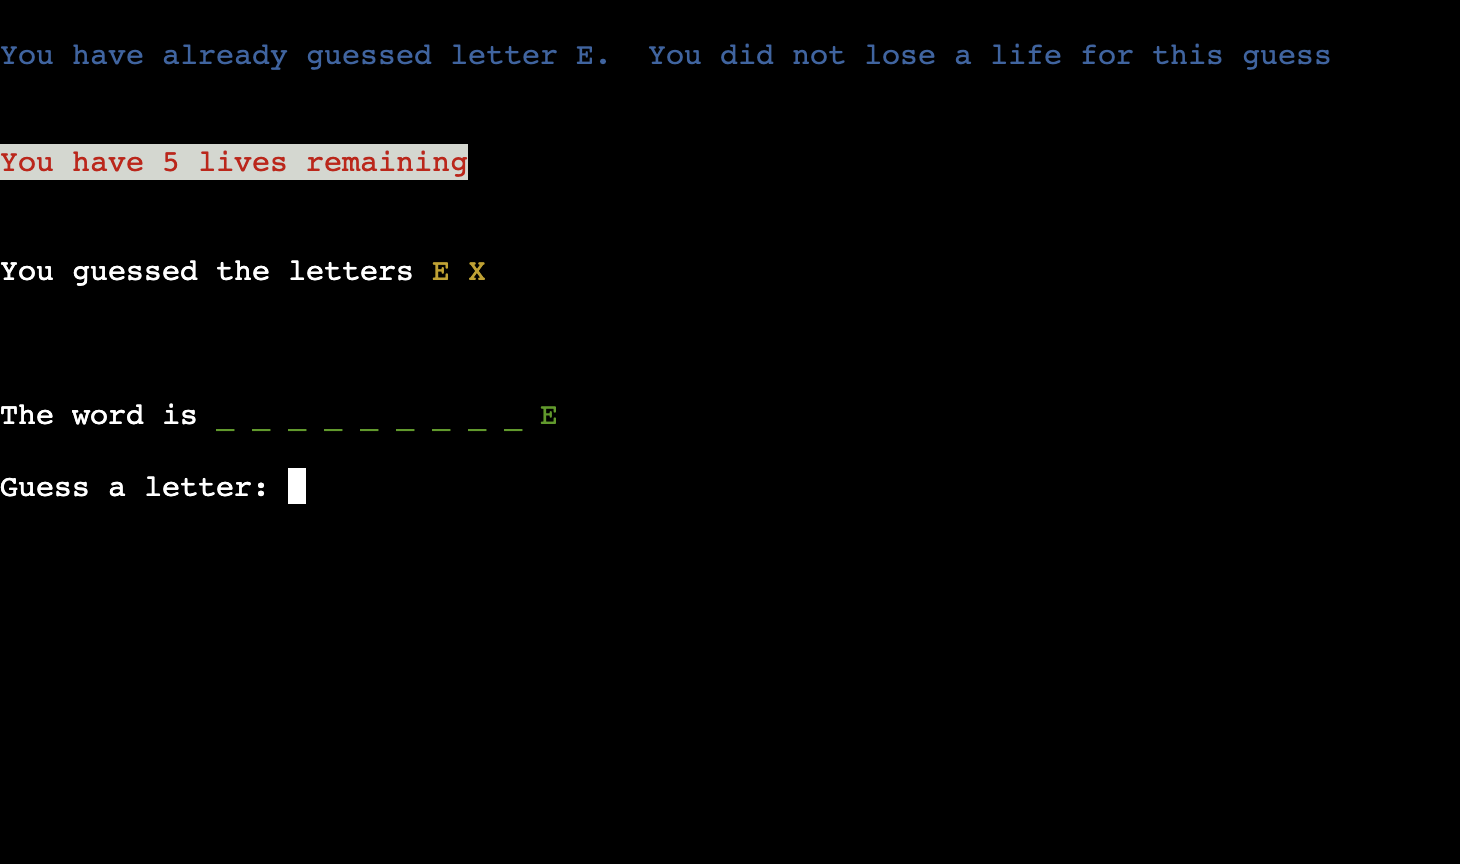 You have already guessed letter E.  You did not lose a life for this guess
You have 5 lives remaining
You guessed the letters E X
The word is _ _ _ _ _ _ _ _ _ E
Guess a letter: